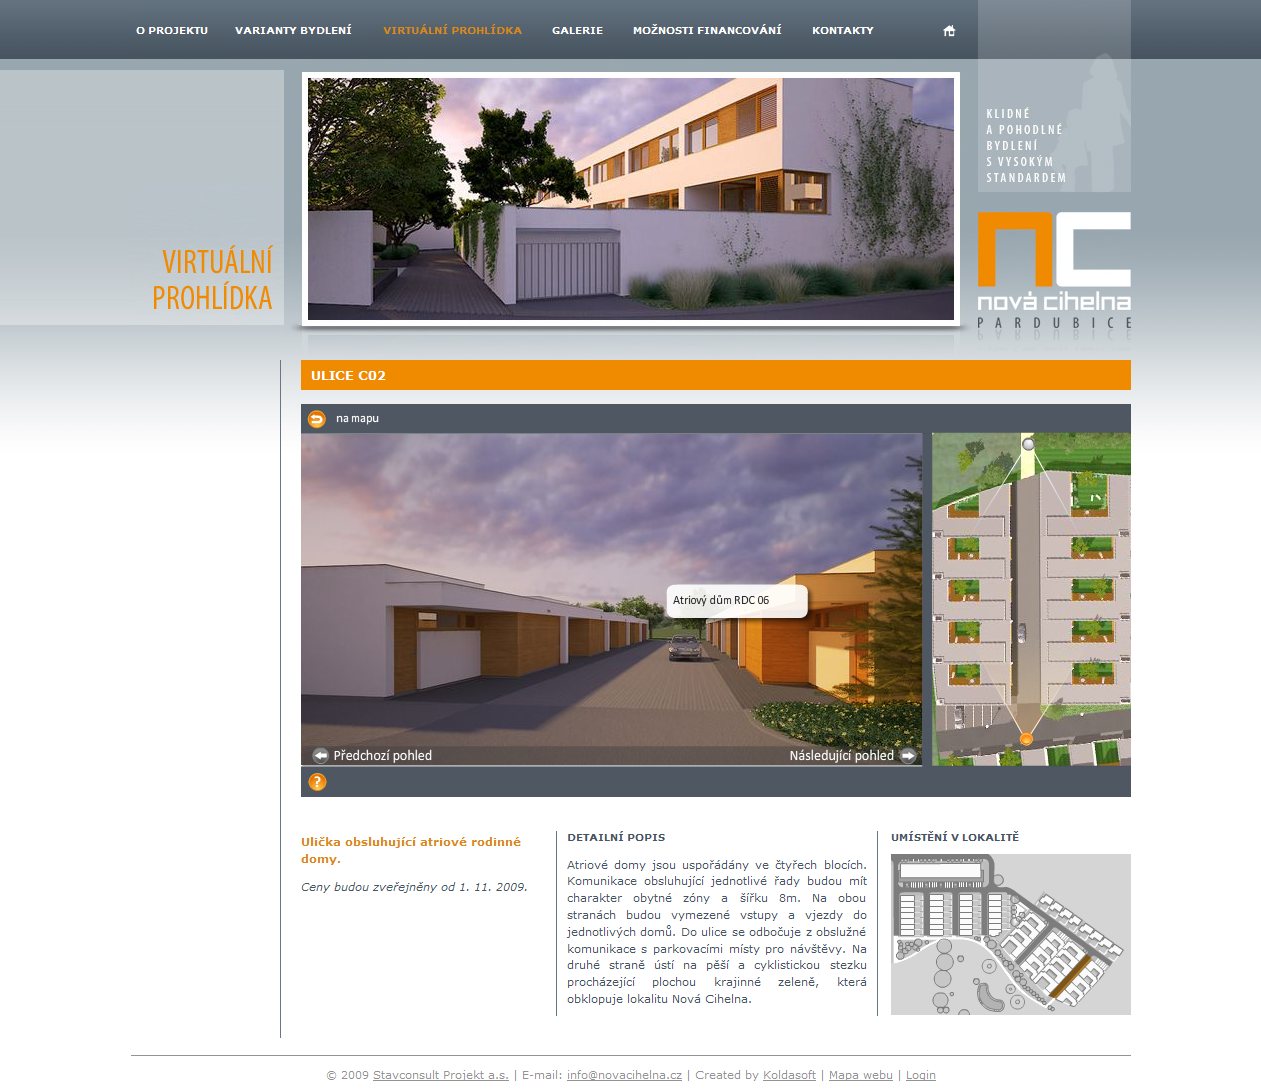 O PROJEKTU VARIANTY BYDLENÍ VIRTUÁLNÍ PROHLÍDKA GALERIE MOŽNOSTI FINANCOVÁNÍ KONTAKTY
KLIDNÉ
A POHODLNÉ
BYDLENÍ
S VYSOKÝM
STANDARDEM
VIRTUÁLNÍ
PROHLÍDKA
NC
nová cihelna
PARDUBICE
ULICE C02
na mapu
Atriový dům RDC 06
Předchozí pohled
Následující pohled
?
Ulička obsluhující atriové rodinné
domy.
Ceny budou zveřejněny od 1. 11. 2009.
DETAILNÍ POPIS
Atriové domy jsou uspořádány ve čtyřech blocích.
Komunikace obsluhující jednotlivé řady budou mít
charakter obytné zóny a šířku 8m. Na obou
stranách budou vymezené vstupy a vjezdy do
jednotlivých domů. Do ulice se odbočuje z obslužné
komunikace s parkovacími místy pro návštěvy. Na
druhé straně ústí na pěší a cyklistickou stezku
procházející plochou krajinné zeleně, která
obklopuje lokalitu Nová Cihelna.
UMÍSTĚNÍ V LOKALITĚ
© 2009 Stavconsult Projekt a.s. | E-mail: info@novacihelna.cz | Created by Koldasoft | Mapa webu | Login